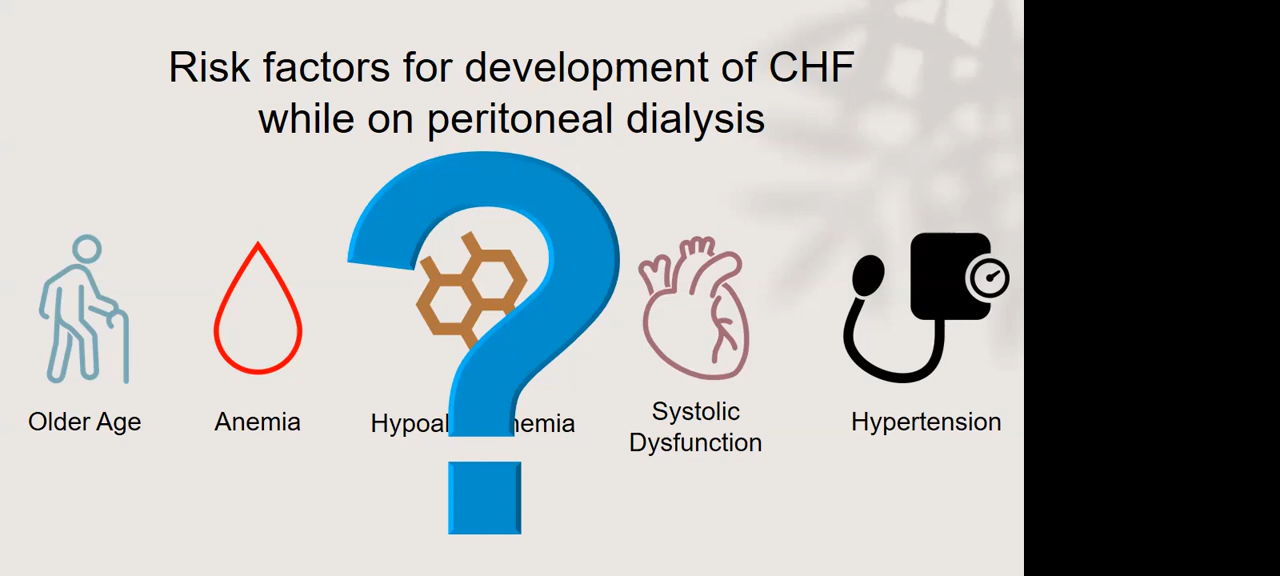 Risk factors for development of CHF
while on peritoneal dialysis
Older Age
Anemia
Systolic
Dysfunction
Hypertension